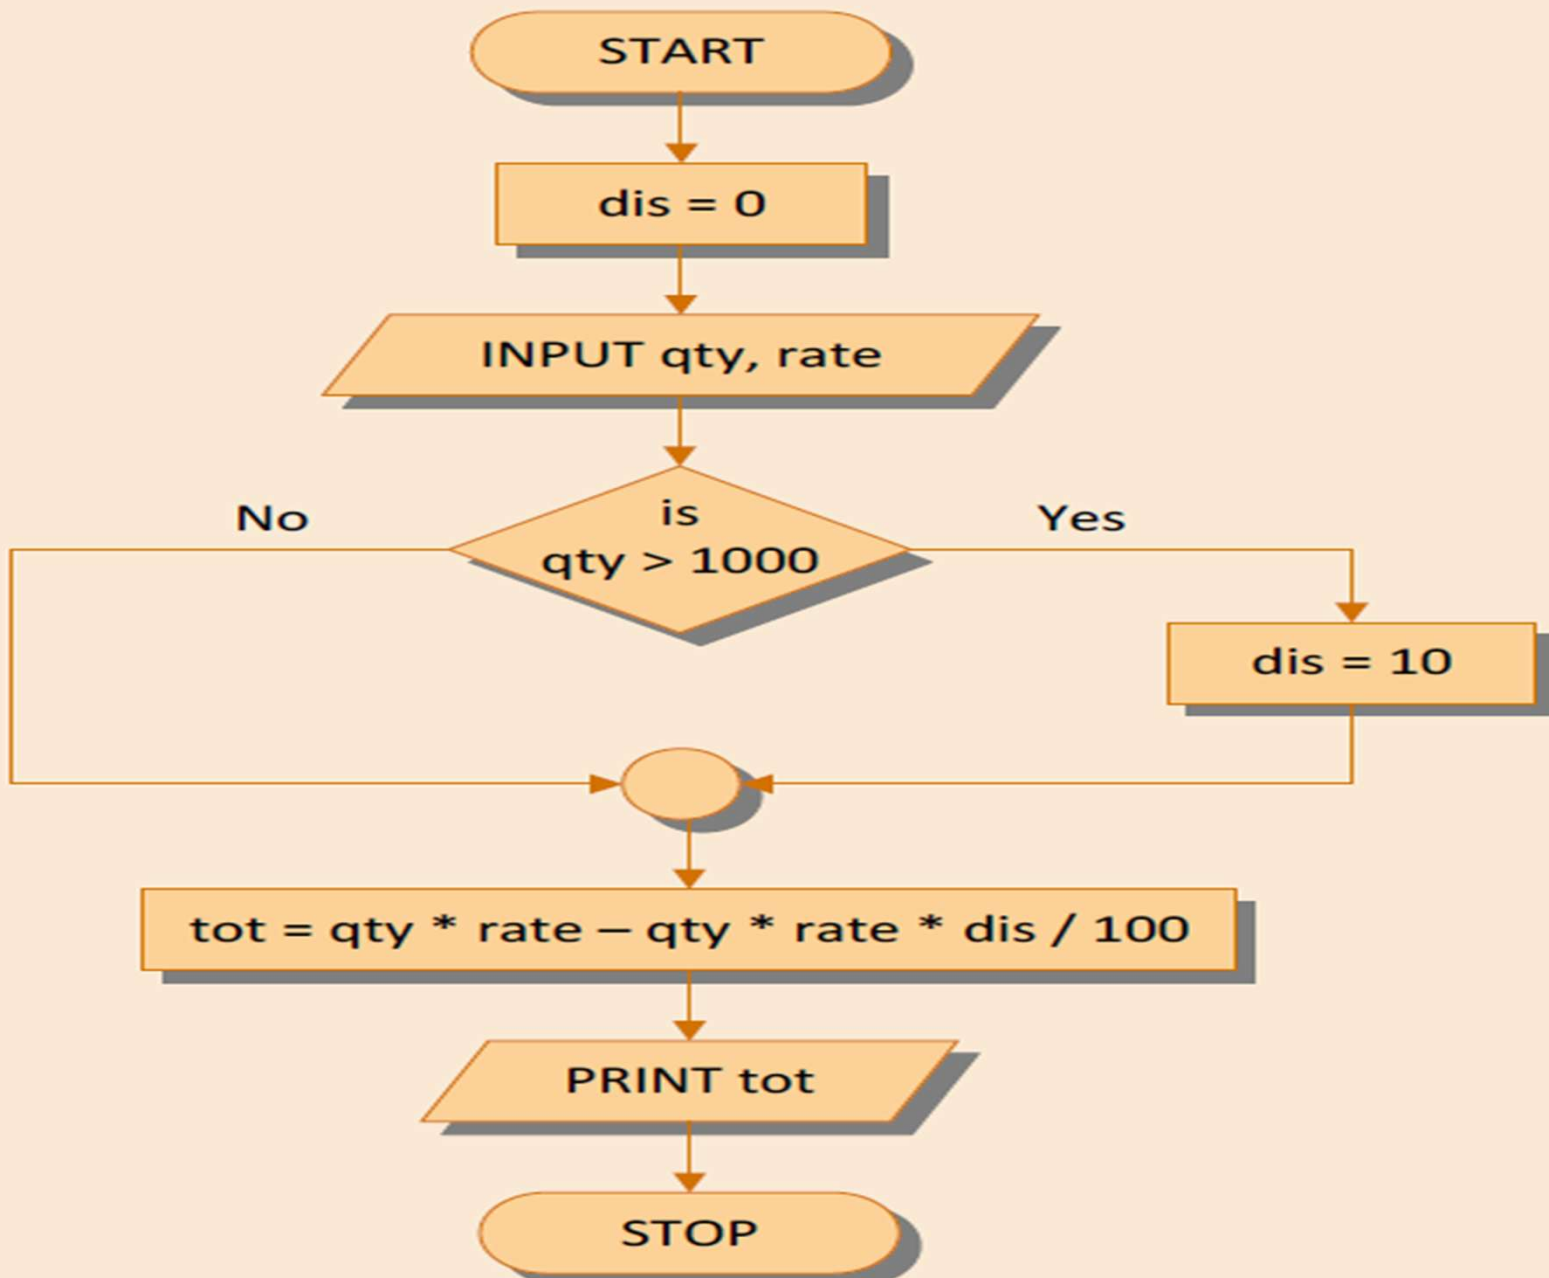 START
dis = 0
INPUT qty, rate
is
qty > 1000
No
Yes
dis = 10
tot = qty * rate – qty * rate * dis / 100
PRINT tot
STOP